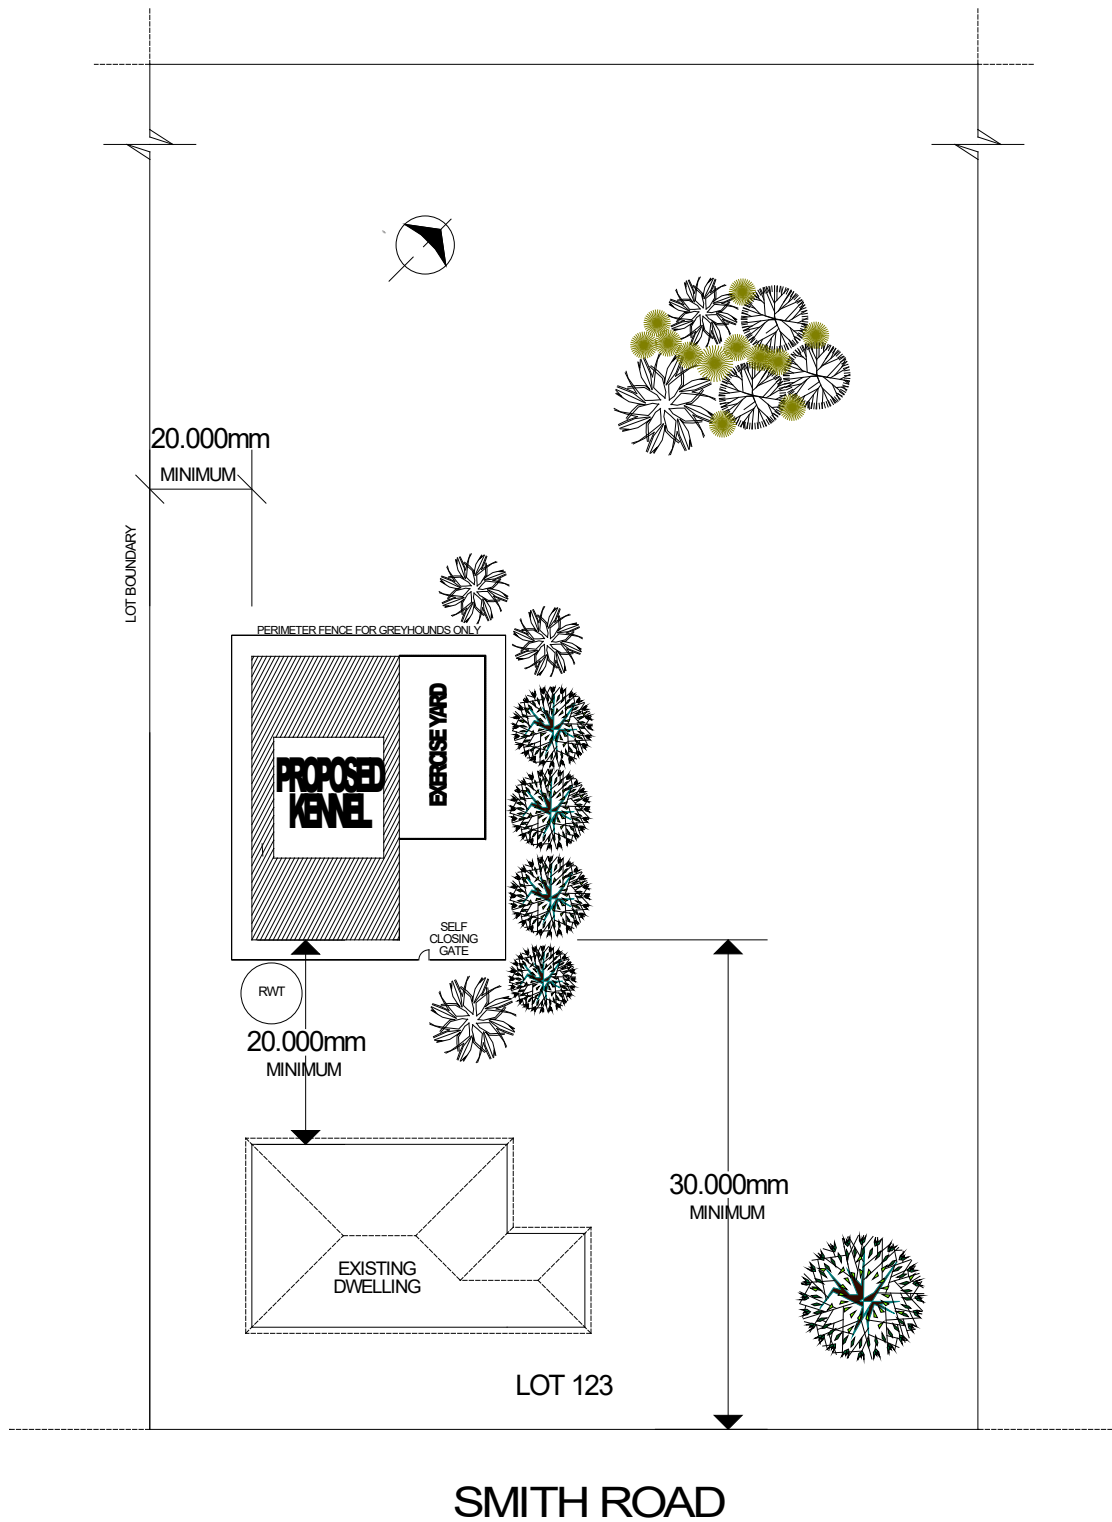 20.000mm
MINIMUM
LOT BOUNDARY
PERIMETER FENCE FOR GREYHOUNDS ONLY
EXERCISE YARD
PROPOSED
KENNEL
SELF
CLOSING
GATE
RWT
20.000mm
MINIMUM
30.000mm
MINIMUM
EXISTING
DWELLING
LOT 123
SMITH ROAD